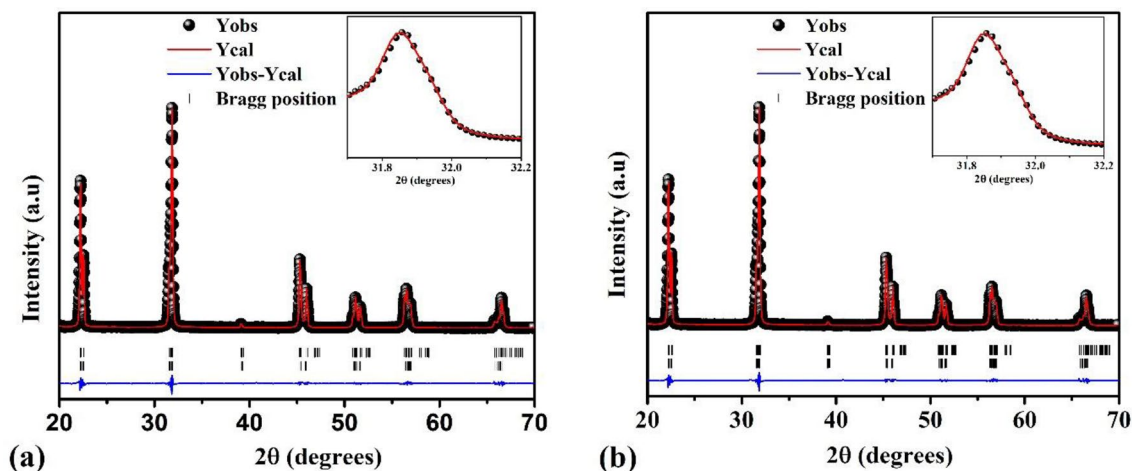 Yobs
Ycal
Yobs-Ycal
Bragg position
31.8 32.0 32.2
2θ (degrees)
Intensity (a.u)
20 30 40 50 60 70
2θ (degrees)
(a)
Yobs
Ycal
Yobs-Ycal
Bragg position
31.8 32.0 32,2
2θ (degrees)
Intensity (a.u)
20 30 40 50 60 70
2θ (degrees)
(b)